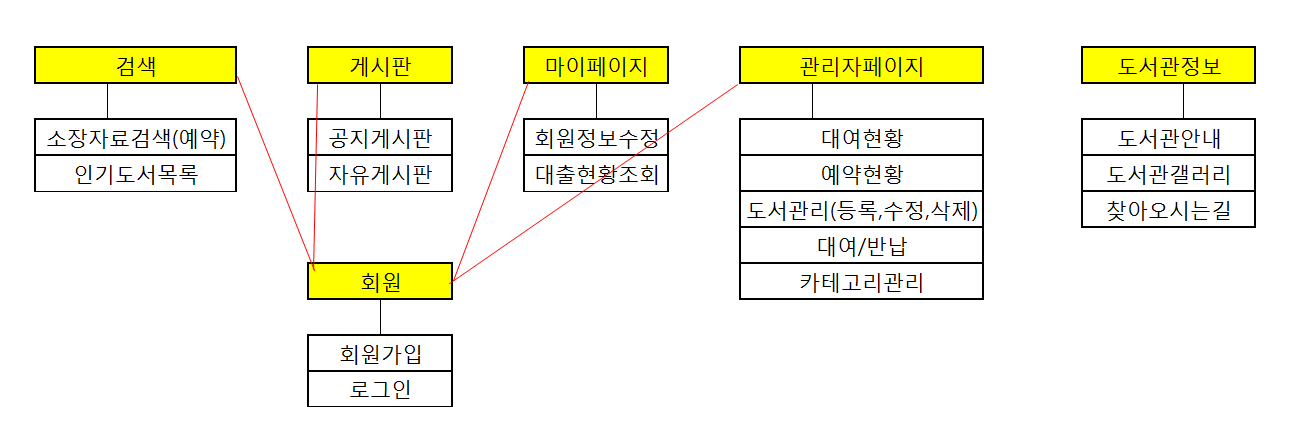 검색
소장자료검색(예약)
인기도서목록
게시판
공지게시판
자유게시판
마이페이지
회원정보수정
대출현황조회
관리자페이지
대여현황
예약현황
도서관리(등록,수정,삭제)
대여/반납
카테고리관리
도서관정보
도서관안내
도서관갤러리
찾아오시는길
회원
회원가입
로그인